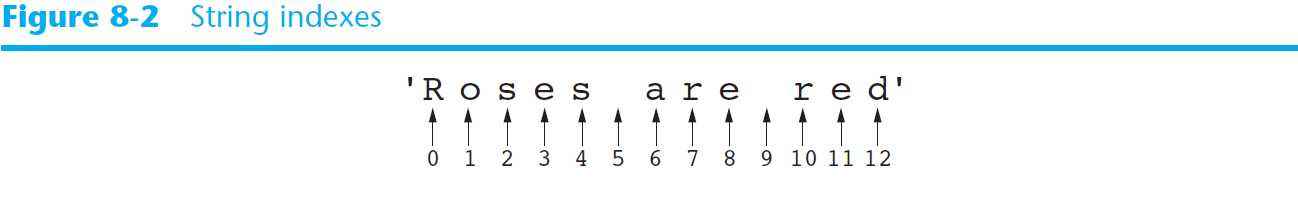 Figure 8-2 String indexes
'Roses are red'
0 1 2 3 4 5 6 7 8 9 10 11 12